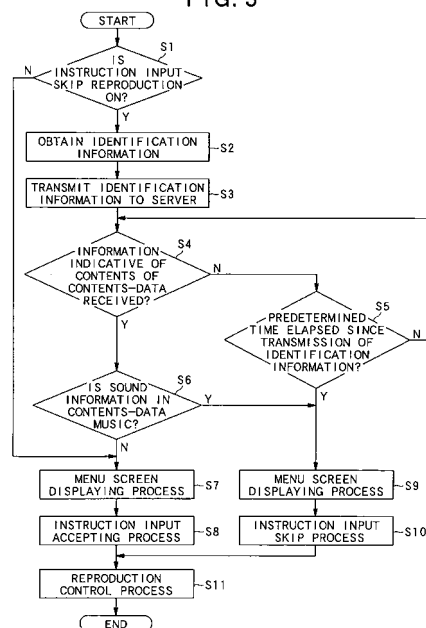 FIG. 5
START
S1
IS
INSTRUCTION INPUT
SKIP REPRODUCTION
ON?
N
Y
OBTAIN IDENTIFICATION
INFORMATION
S2
TRANSMIT IDENTIFICATION
INFORMATION TO SERVER
S3
S4
INFORMATION
INDICATIVE OF
CONTENTS OF
CONTENTS-DATA
RECEIVED?
N
Y
S5
PREDETERMINED
TIME ELAPSED SINCE
TRANSMISSION OF
IDENTIFICATION
INFORMATION?
N
Y
S6
IS SOUND
INFORMATION IN
CONTENTS-DATA
MUSIC?
Y
N
MENU SCREEN
DISPLAYING PROCESS
S7
MENU SCREEN
DISPLAYING PROCESS
S9
INSTRUCTION INPUT
ACCEPTING PROCESS
S8
INSTRUCTION INPUT
SKIP PROCESS
S10
REPRODUCTION
CONTROL PROCESS
S11
END